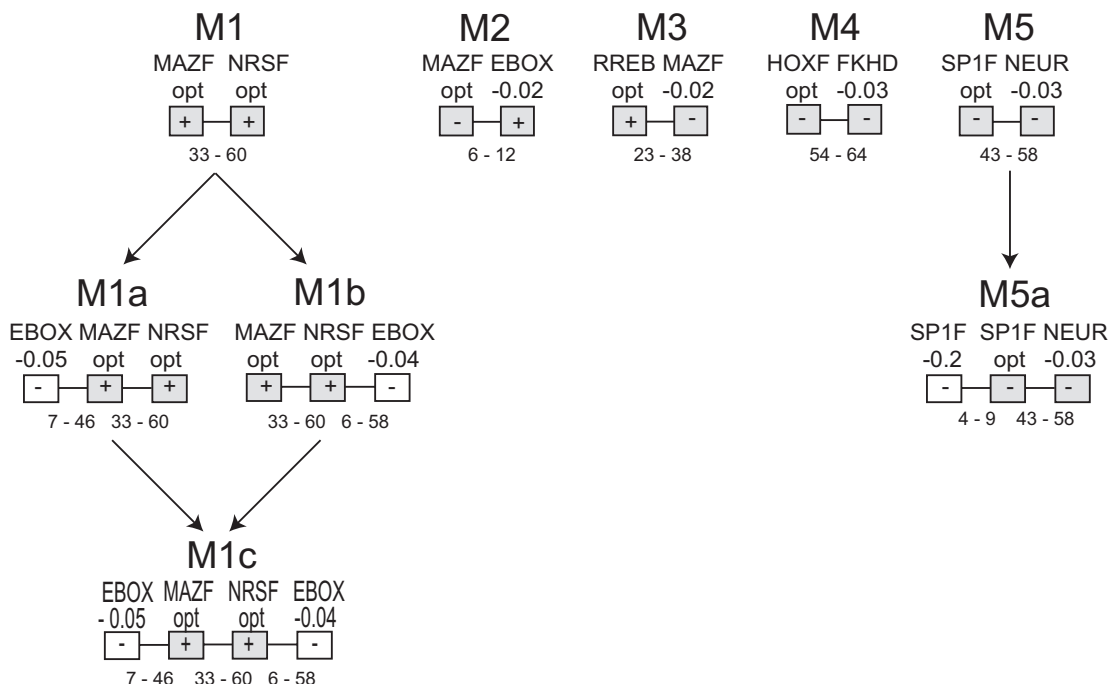 M1 M2 M3 M4 M5
MAZF NRSF MAZF EBOX RREB MAZF HOXF FKHD SP1F NEUR
opt opt opt -0.02 opt -0.02 opt -0.03 opt -0.03
+ + - + + - - - - -
33 - 60 6 - 12 23 - 38 54 - 64 43 - 58
M1a M1b M5a
EBOX MAZF NRSF MAZF NRSF EBOX SP1F SP1F NEUR
-0.05 opt opt opt opt -0.04 -0.2 opt -0.03
- + + + + - - - -
7 - 46 33 - 60 33 - 60 6 - 58 4 - 9 43 - 58
M1c
EBOX MAZF NRSF EBOX
- 0.05 opt opt -0.04
- + + -
7 - 46 33 - 60 6 - 58